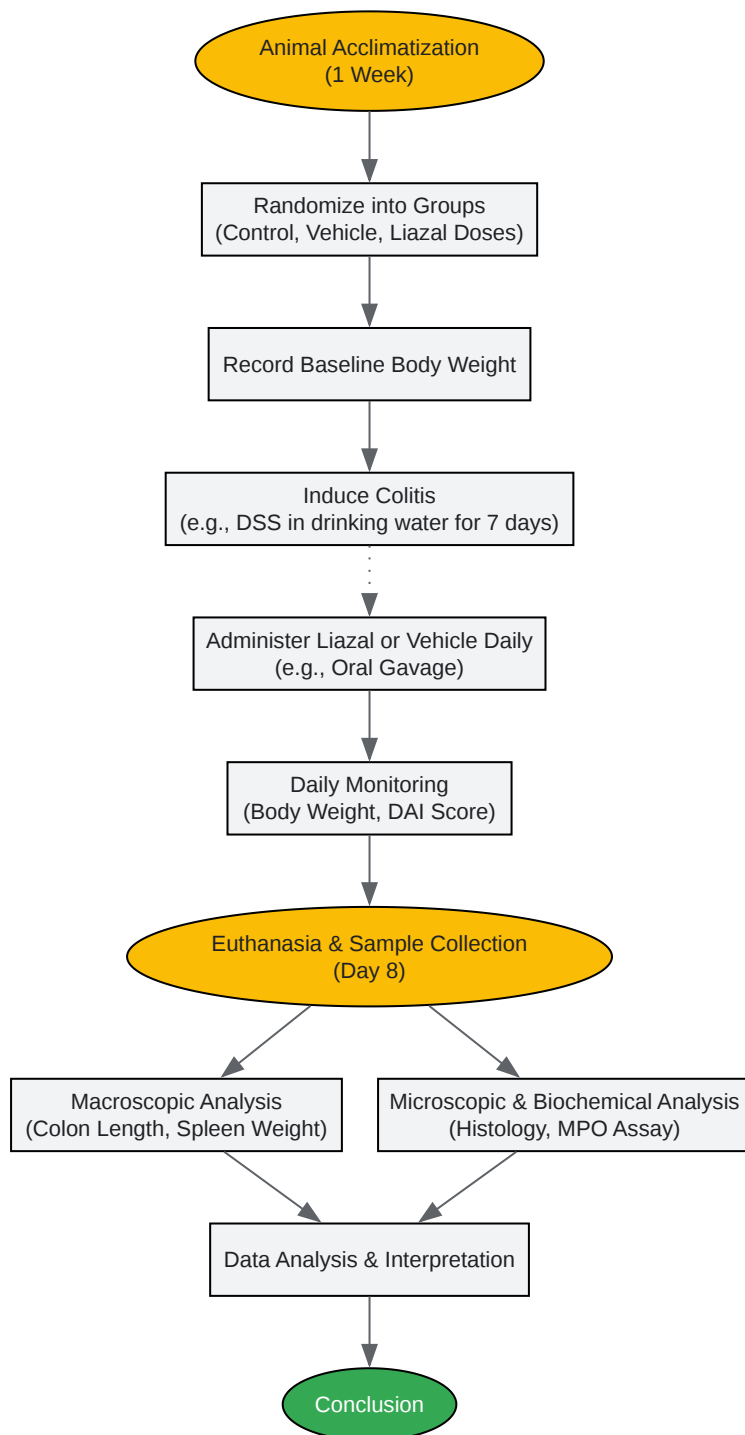 Animal Acclimatization
(1 Week)
Randomize into Groups
(Control, Vehicle, Liazal Doses)
Record Baseline Body Weight
Induce Colitis
(e.g., DSS in drinking water for 7 days)
Administer Liazal or Vehicle Daily
(e.g., Oral Gavage)
Daily Monitoring
(Body Weight, DAI Score)
Euthanasia & Sample Collection
(Day 8)
Macroscopic Analysis
(Colon Length, Spleen Weight)
Microscopic & Biochemical Analysis
(Histology, MPO Assay)
Data Analysis & Interpretation
Conclusion